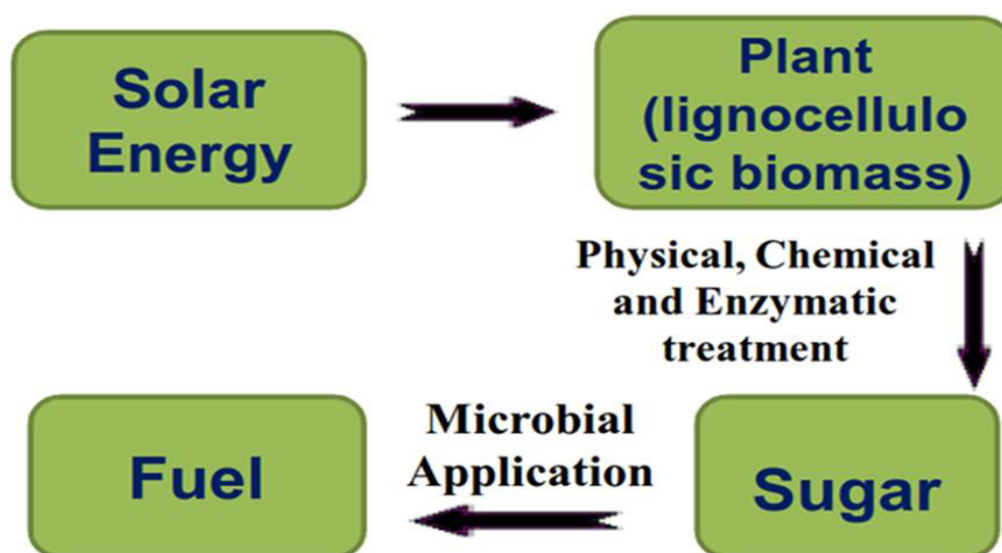 Solar
Energy
Plant
(lignocellulo
sic biomass)
Physical, Chemical
and Enzymatic
treatment
Sugar
Microbial
Application
Fuel